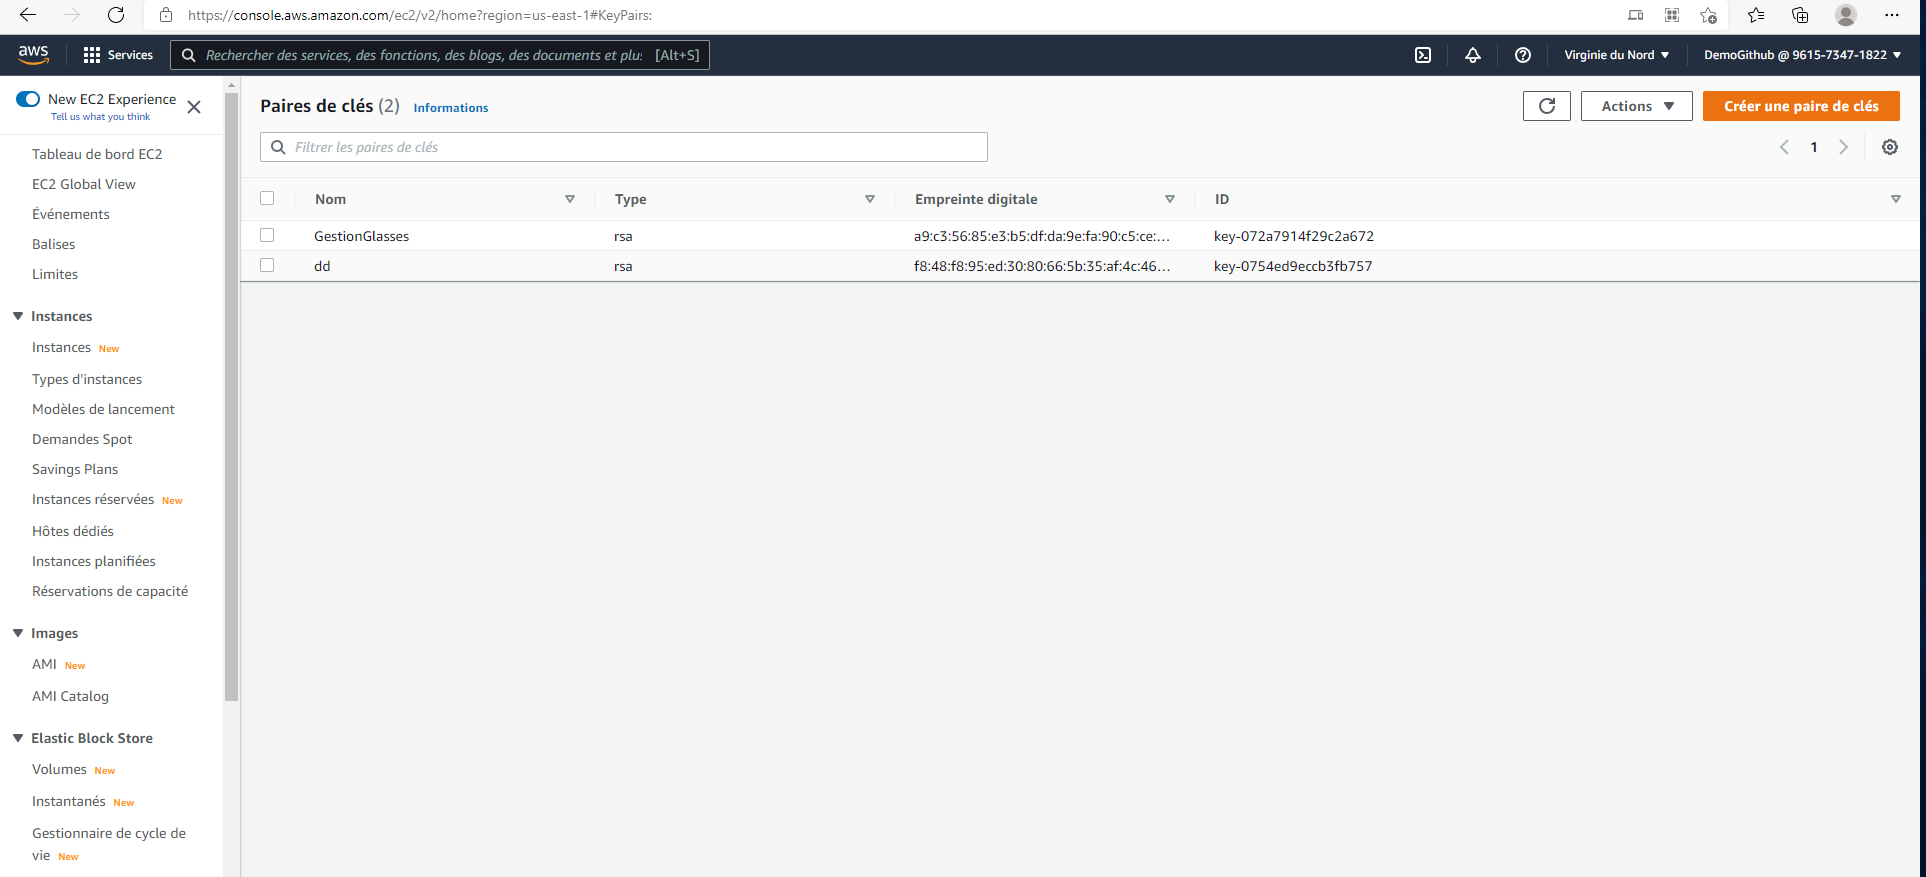 https://console.aws.amazon.com/ec2/v2/home?region=us-east-1#KeyPairs:
aws Services Rechercher des services, des fonctions, des blogs, des documents et plu: [Alt+S] Virginie du Nord DemoGithub @ 9615-7347-1822
New EC2 Experience
Tell us what you think
Tableau de bord EC2
EC2 Global View
Événements
Balises
Limites
Instances
Instances New
Types d'instances
Modèles de lancement
Demandes Spot
Savings Plans
Instances réservées New
Hôtes dédiés
Instances planifiées
Réservations de capacité
Images
AMI New
AMI Catalog
Elastic Block Store
Volumes New
Instantanés New
Gestionnaire de cycle de
vie New
Paires de clés (2) Informations Actions Créer une paire de clés
Filtrer les paires de clés 1
Nom Type Empreinte digitale ID
GestionGlasses rsa a9:c3:56:85:e3:b5:df:da:9e:fa:90:c5:ce:... key-072a7914f29c2a672
dd rsa f8:48:f8:95:ed:30:80:66:5b:35:af:4c:46... key-0754ed9eccb3fb757